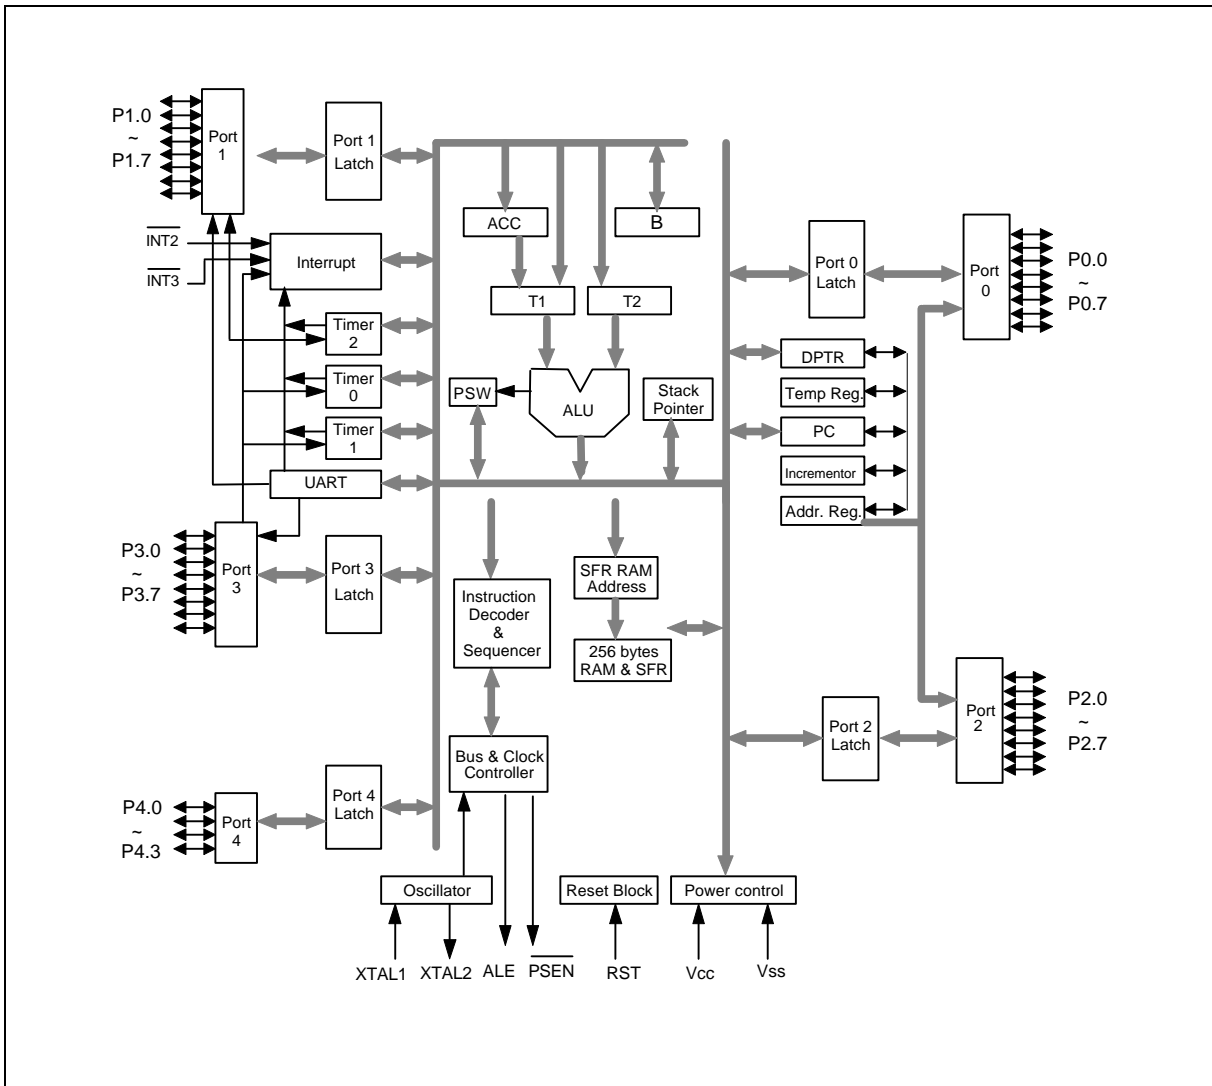 P1.0
~
P1.7
Port
1
Port 1
Latch
INT2
INT3
Interrupt
Timer
2
Timer
0
Timer
1
UART
P3.0
~
P3.7
Port
3
Port 3
Latch
P4.0
~
P4.3
Port
4
Port 4
Latch
ACC
B
T1
T2
PSW
ALU
Stack
Pointer
Instruction
Decoder
&
Sequencer
SFR RAM
Address
256 bytes
RAM & SFR
Bus & Clock
Controller
Oscillator
Reset Block
Power control
XTAL1
XTAL2
ALE
PSEN
RST
Vcc
Vss
Port 0
Latch
Port
0
P0.0
~
P0.7
DPTR
Temp Reg.
PC
Incrementor
Addr. Reg.
Port 2
Latch
Port
2
P2.0
~
P2.7